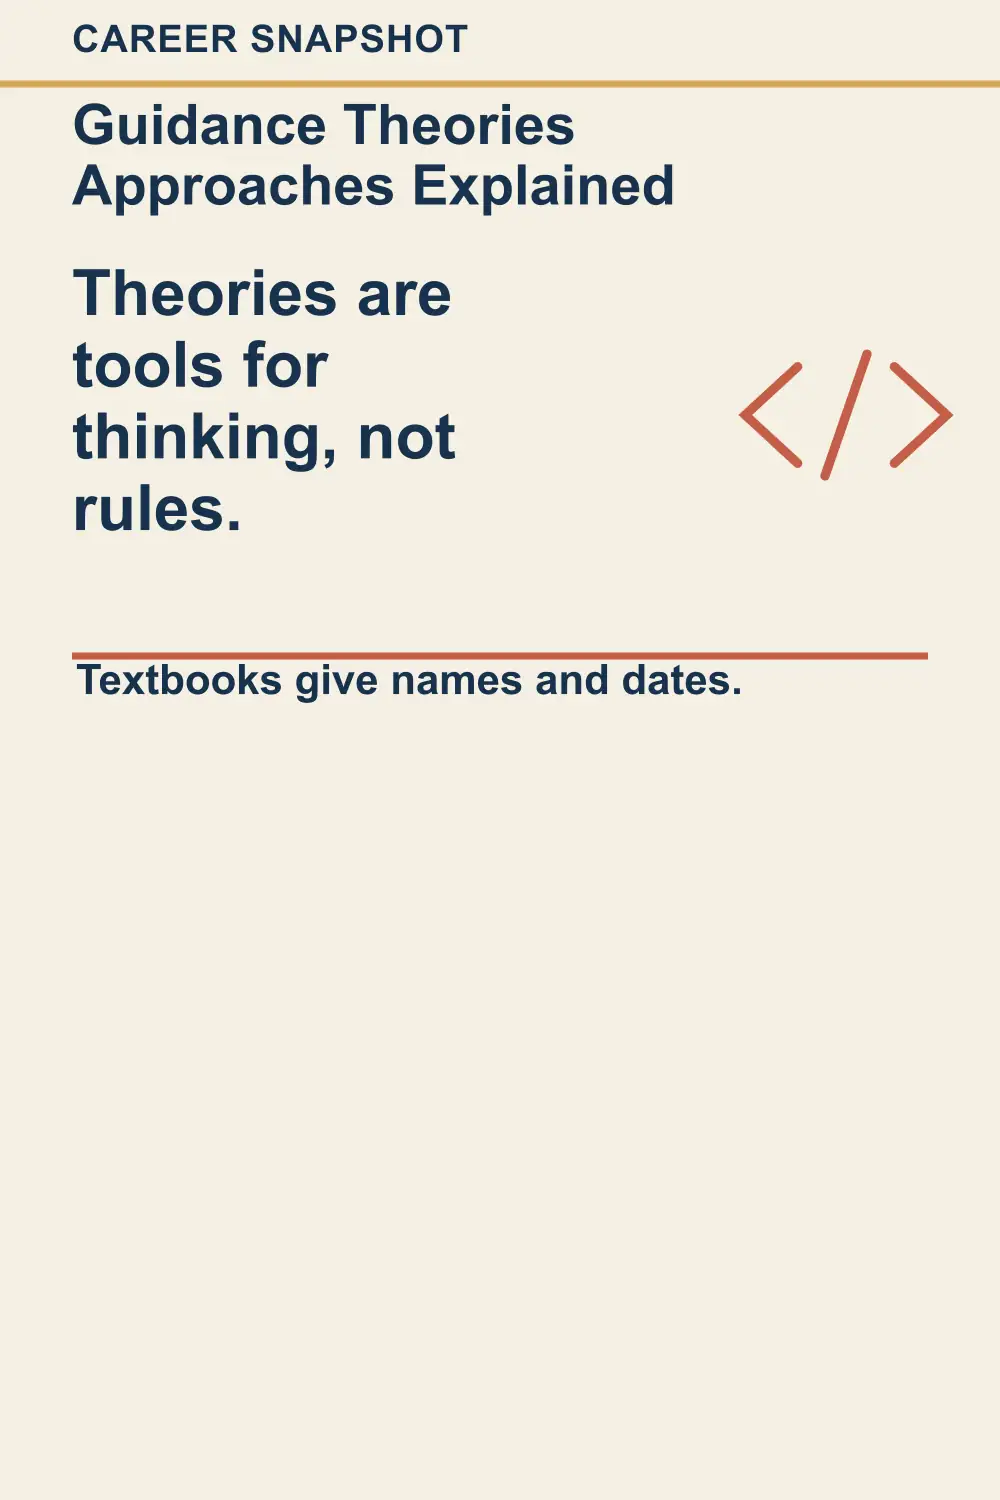 CAREER SNAPSHOT
Guidance Theories
Approaches Explained
Theories are
tools for
thinking, not
rules.
Textbooks give names and dates.